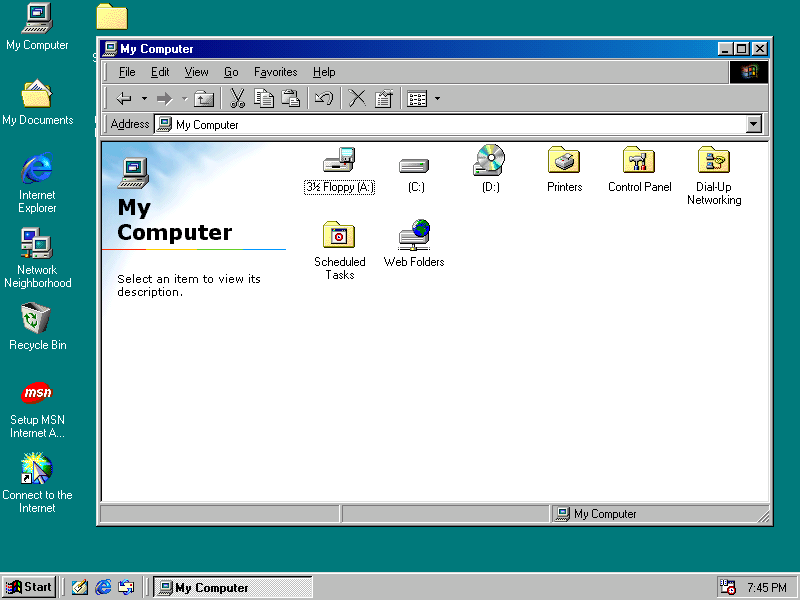 My Computer
My Documents
Internet
Explorer
Network
Neighborhood
Recycle Bin
msn
Setup MSN
Internet A...
Connect to the
Internet
My Computer
File Edit View Go Favorites Help
Address My Computer
My
Computer
Select an item to view its
description.
3½ Floppy (A:) (C:) (D:) Printers Control Panel Dial-Up
Networking
Scheduled
Tasks
Web Folders
My Computer
Start My Computer 7:45 PM